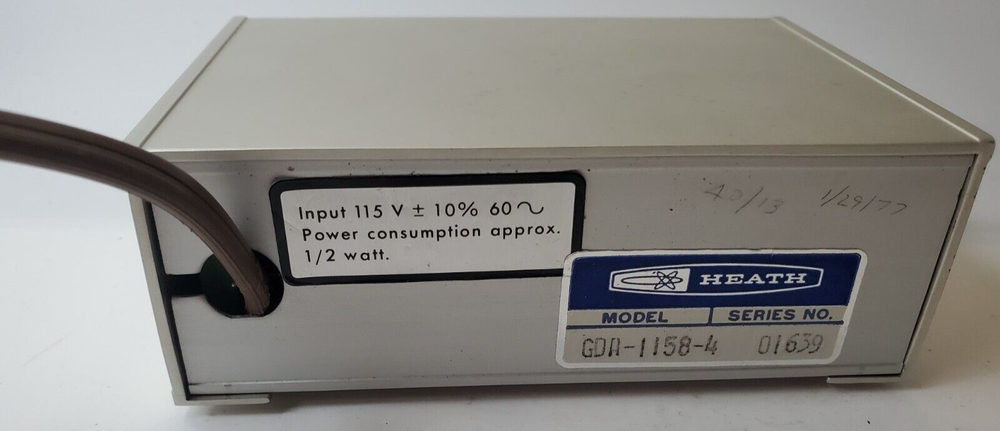 Input 115 V ± 10% 60 ∿
Power consumption approx.
1/2 watt.
40/13 1/29/77
HEATH
MODEL SERIES NO.
GDA-1158-4 01639